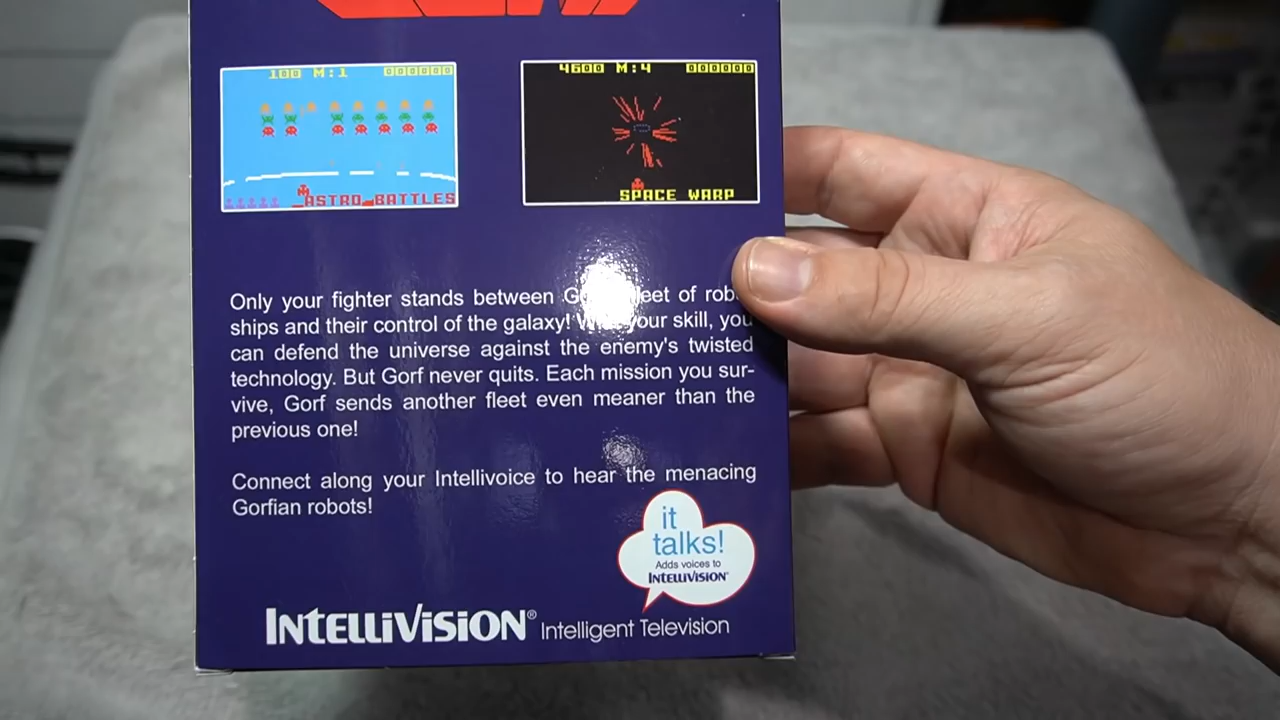 100 M:1 000000
ASTRO BATTLES
4600 M:4 000000
SPACE WARP
Only your fighter stands between fleet of
ships and their control of the galaxy! your skill, you
can defend the universe against the enemy's twisted
technology. But Gorf never quits. Each mission you sur-
vive, Gorf sends another fleet even meaner than the
previous one!
Connect along your Intellivoice to hear the menacing
Gorfian robots!
it
talks!
Adds voices to
INTELLIVISION®
INTELLIVISION® Intelligent Television